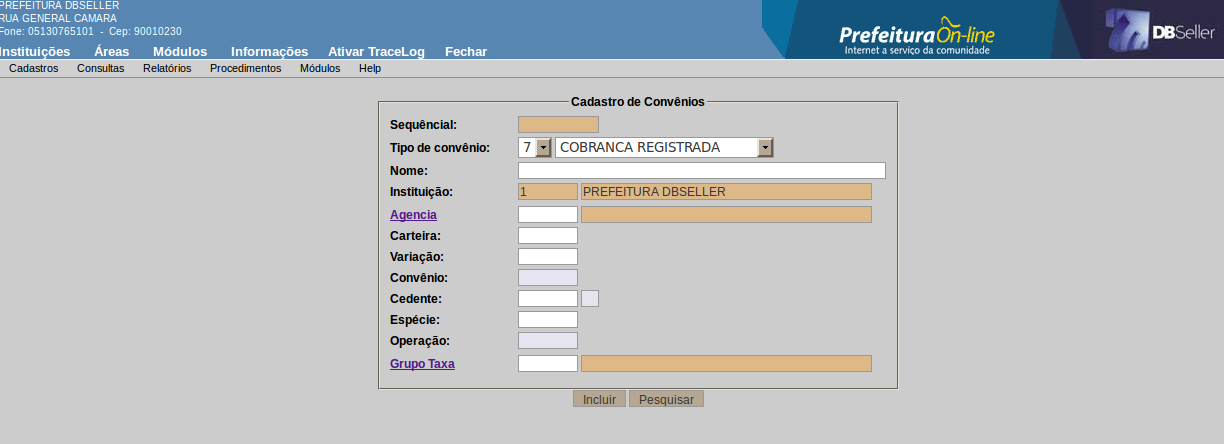 PREFEITURA DBSELLER
RUA GENERAL CAMARA
Fone: 05130765101 - Cep: 90010230
PrefeituraOn-line
Internet a serviço da comunidade
DBSeller
Instituições Áreas Módulos Informações Ativar TraceLog Fechar
Cadastros Consultas Relatórios Procedimentos Módulos Help
Cadastro de Convênios
Sequêncial:
Tipo de convênio: 7 COBRANCA REGISTRADA
Nome:
Instituição: 1 PREFEITURA DBSELLER
Agencia
Carteira:
Variação:
Convênio:
Cedente:
Espécie:
Operação:
Grupo Taxa
Incluir Pesquisar